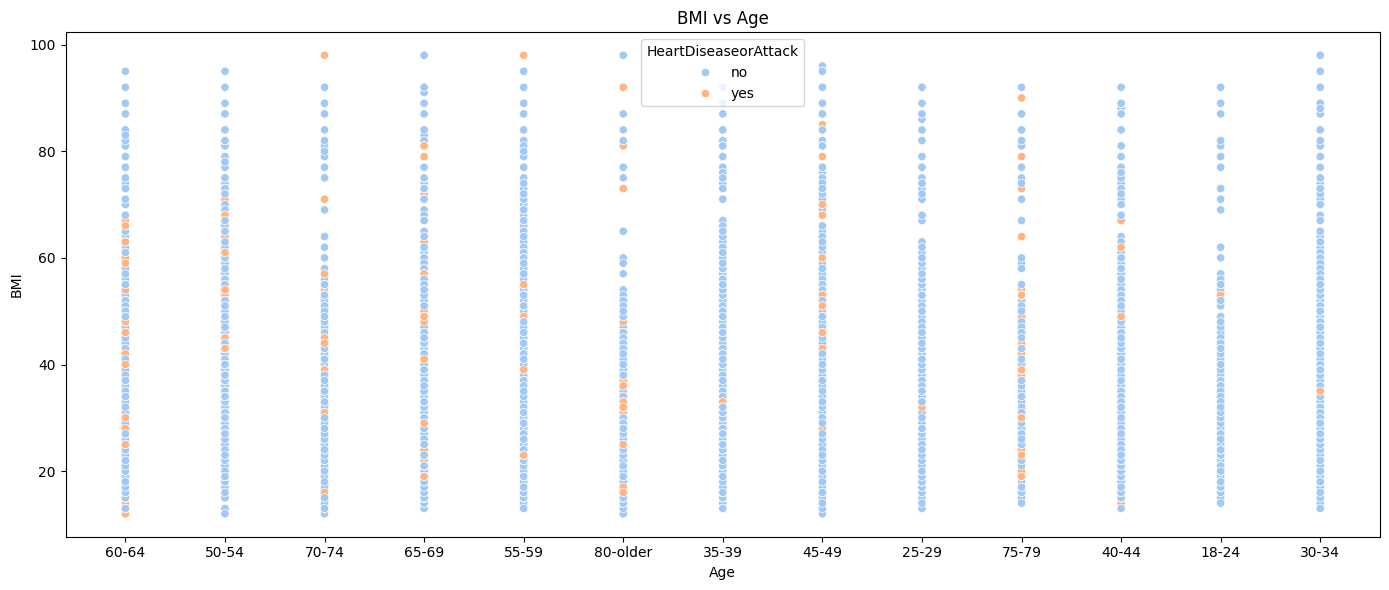 BMI vs Age
HeartDiseaseorAttack
no
yes
BMI
100
80
60
40
20
60-64 50-54 70-74 65-69 55-59 80-older 35-39 45-49 25-29 75-79 40-44 18-24 30-34
Age